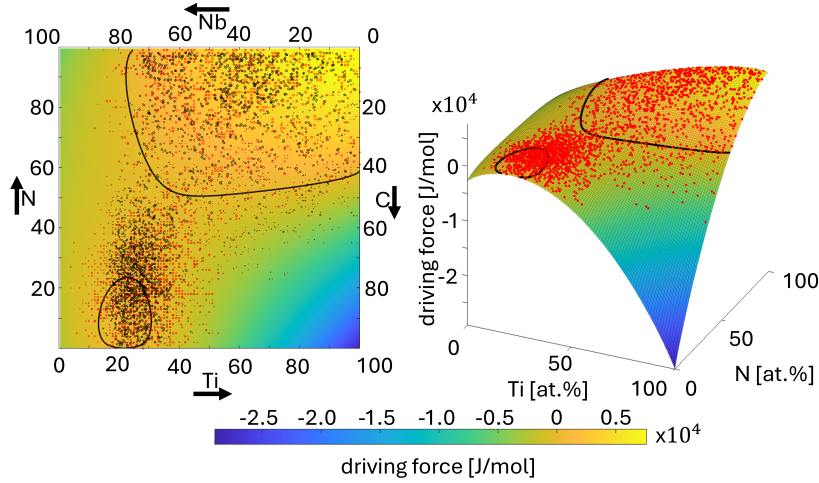 Nb
100 80 60 40 20 0
80 20
60 40
N C
40 60
20 80
0 20 40 60 80 100
Ti
x10⁴
0
-1
-2
driving force [J/mol]
0 50 100
Ti [at.%]
0 50 100
N [at.%]
-2.5 -2.0 -1.5 -1.0 -0.5 0 0.5 x10⁴
driving force [J/mol]